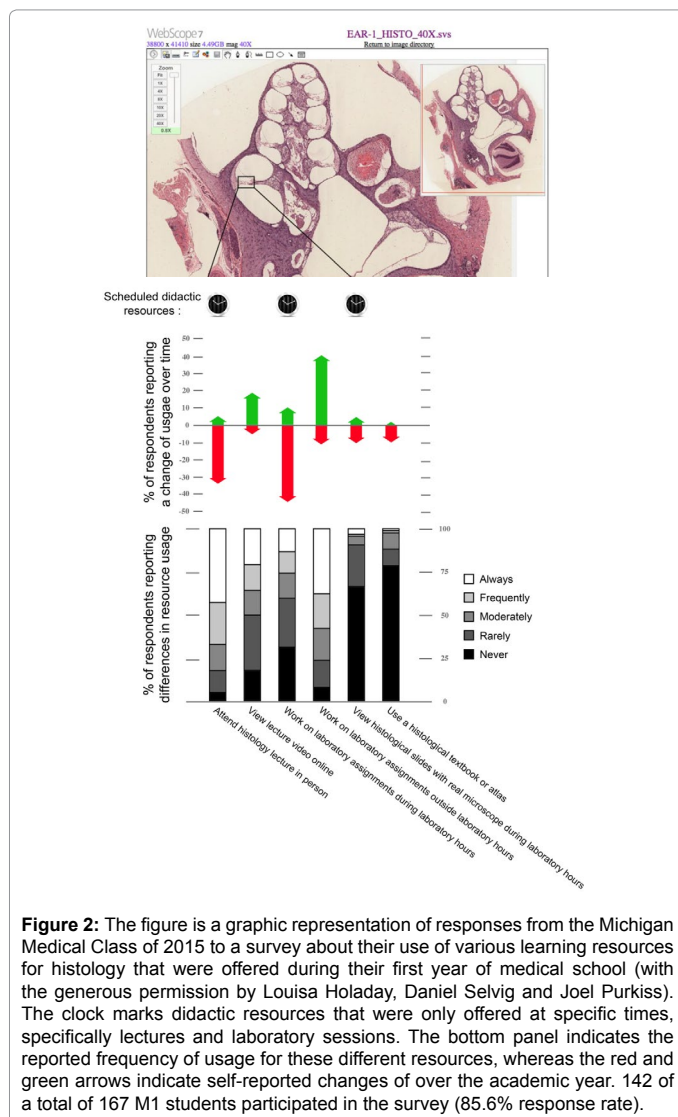 WebScope 7
EAR-1_HISTO_40X.svs
38800 x 41410 size 4.49GB mag 40X
Return to image directory
Zoom
Fit
1X
2X
4X
10X
20X
40X
0.6X
Scheduled didactic
resources :
% of respondents reporting
a change of usgae over time
50
40
30
20
10
0
-10
-20
-30
-40
-50
% of respondents reporting
differences in resource usage
100
75
50
25
0
Always
Frequently
Moderately
Rarely
Never
Attend histology lecture in person
View lecture video online
Work on laboratory assignments during laboratory hours
Work on laboratory assignments outside laboratory hours
View histological slides with real microscope during laboratory hours
Use a histological textbook or atlas
Figure 2: The figure is a graphic representation of responses from the Michigan
Medical Class of 2015 to a survey about their use of various learning resources
for histology that were offered during their first year of medical school (with
the generous permission by Louisa Holaday, Daniel Selvig and Joel Purkiss).
The clock marks didactic resources that were only offered at specific times,
specifically lectures and laboratory sessions. The bottom panel indicates the
reported frequency of usage for these different resources, whereas the red and
green arrows indicate self-reported changes of over the academic year. 142 of
a total of 167 M1 students participated in the survey (85.6% response rate).